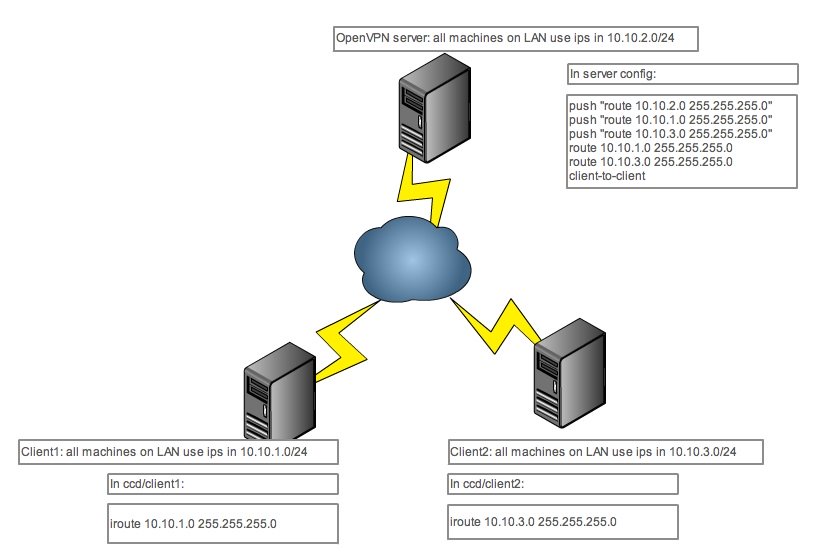 OpenVPN server: all machines on LAN use ips in 10.10.2.0/24
In server config:
push "route 10.10.2.0 255.255.255.0"
push "route 10.10.1.0 255.255.255.0"
push "route 10.10.3.0 255.255.255.0"
route 10.10.1.0 255.255.255.0
route 10.10.3.0 255.255.255.0
client-to-client
Client1: all machines on LAN use ips in 10.10.1.0/24
In ccd/client1:
iroute 10.10.1.0 255.255.255.0
Client2: all machines on LAN use ips in 10.10.3.0/24
In ccd/client2:
iroute 10.10.3.0 255.255.255.0